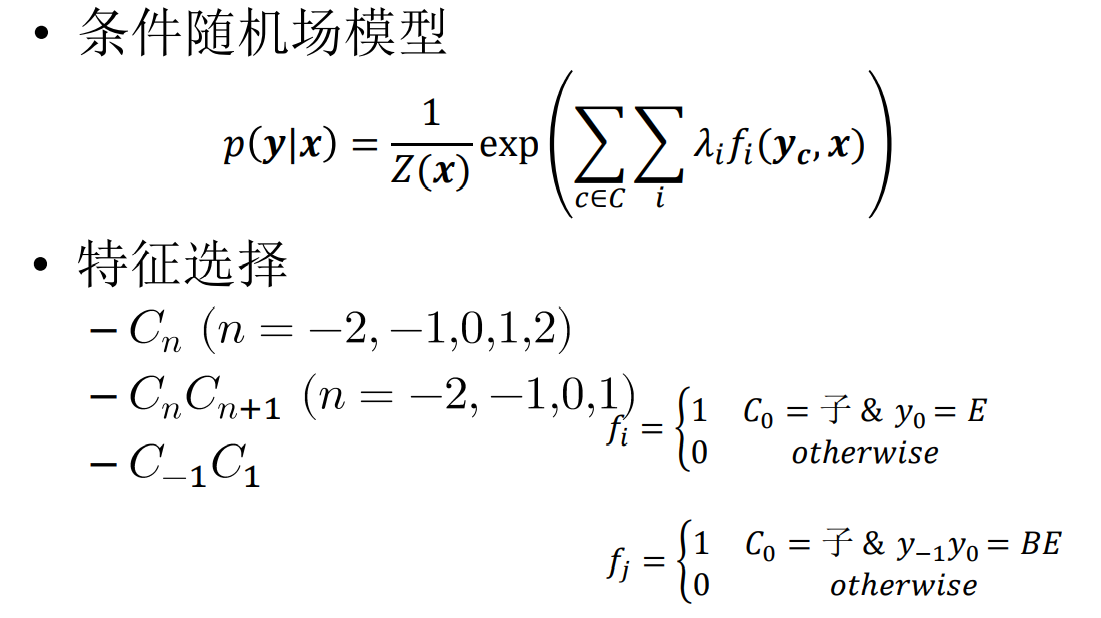 • 条件随机场模型
p(y|x) = 1/Z(x) exp(∑_{c∈C} ∑_i λ_i f_i(y_c, x))
• 特征选择
– C_n (n = −2, −1,0,1,2)
– C_nC_{n+1} (n = −2, −1,0,1)
– C_{−1}C_1
f_i = {1 C_0 = 子 & y_0 = E
0 otherwise
f_j = {1 C_0 = 子 & y_{−1}y_0 = BE
0 otherwise